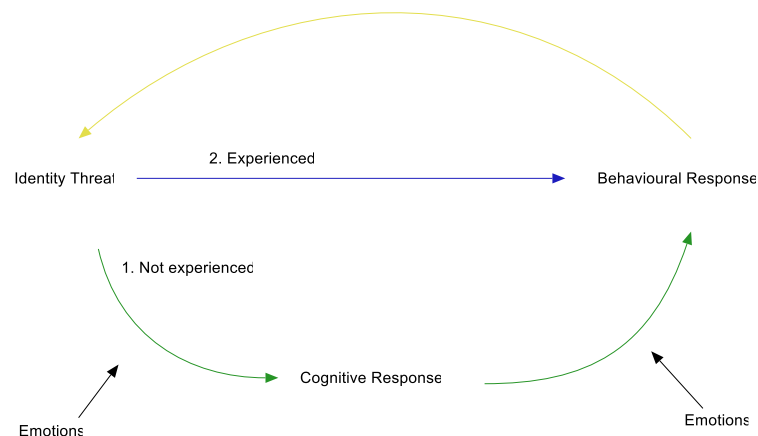 2. Experienced
Identity Threat
Behavioural Response
1. Not experienced
Cognitive Response
Emotions
Emotions